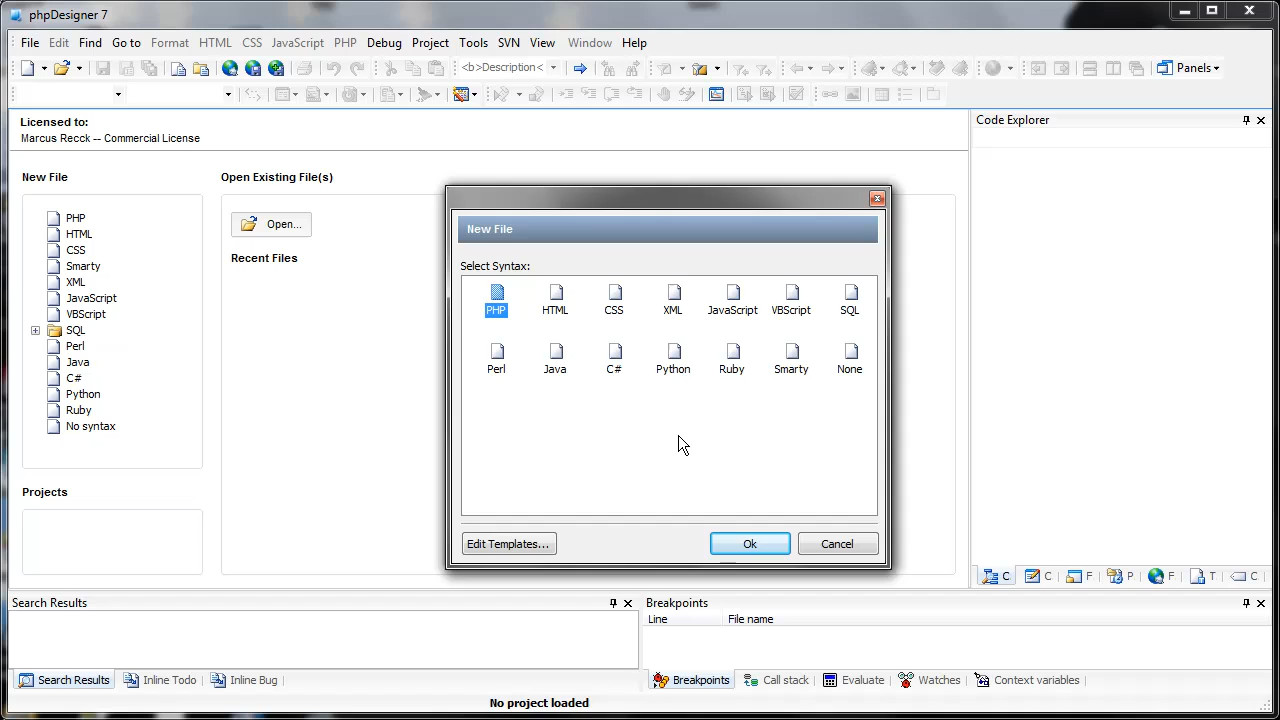 phpDesigner 7
File Edit Find Go to Format HTML CSS JavaScript PHP Debug Project Tools SVN View Window Help
<b>Description< Panels
Licensed to:
Marcus Recck -- Commercial License
Code Explorer
New File
Open Existing File(s)
PHP
HTML
CSS
Smarty
XML
JavaScript
VBScript
SQL
Perl
Java
C#
Python
Ruby
No syntax
Open...
Recent Files
Projects
New File
Select Syntax:
PHP HTML CSS XML JavaScript VBScript SQL
Perl Java C# Python Ruby Smarty None
Edit Templates... Ok Cancel
C C F P F T C
Search Results
Breakpoints
Line File name
Search Results Inline Todo Inline Bug
Breakpoints Call stack Evaluate Watches Context variables
No project loaded